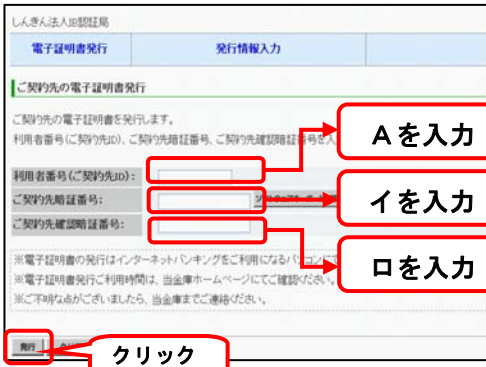 しんきん法人IB認証局
電子証明書発行
発行情報入力
ご契約先の電子証明書発行
ご契約先の電子証明書を発行します。
利用者番号(ご契約先ID)、ご契約先暗証番号、ご契約先確認暗証番号を入
Aを入力
利用者番号(ご契約先ID):
ご契約先暗証番号:
イを入力
ご契約先確認暗証番号:
ロを入力
※電子証明書の発行はインターネットバンキングをご利用になるパソコンにて
※電子証明書発行ご利用時間は、当金庫ホームページにてご確認ください。
※ご不明な点がございましたら、当金庫までご連絡ください。
発行
クリック